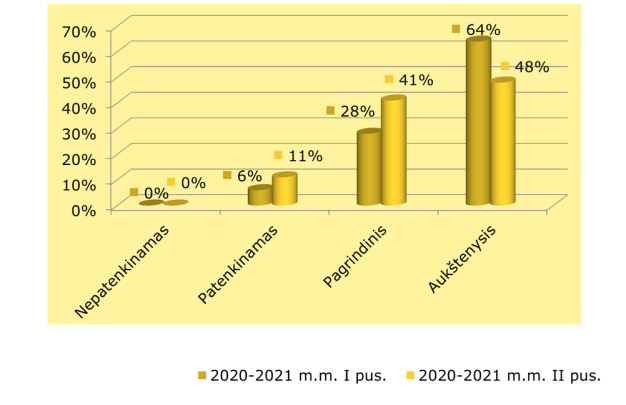 70%
60%
50%
40%
30%
20%
10%
0%
0%
0%
6%
11%
28%
41%
64%
48%
Nepatenkinamas
Patenkinamas
Pagrindinis
Aukštenysis
2020-2021 m.m. I pus.
2020-2021 m.m. II pus.